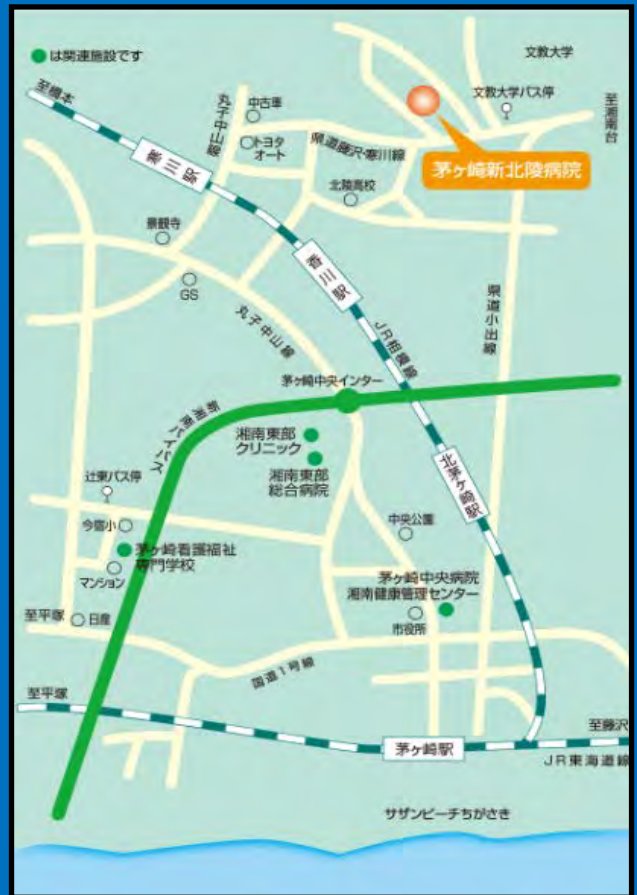 文教大学
は関連施設です
至橋本
丸子中山線
中古車
文教大学バス停
至湘南台
トヨタ
オート
県道藤沢・寒川線
寒川駅
茅ヶ崎新北陵病院
北陵高校
景観寺
香川駅
GS
丸子中山線
県道小出線
JR相模線
茅ヶ崎中央インター
新湘南バイパス
湘南東部
クリニック
湘南東部
総合病院
北茅ヶ崎駅
辻東バス停
今宿小
中央公園
茅ヶ崎看護福祉
専門学校
マンション
茅ヶ崎中央病院
湘南健康管理センター
至平塚
日産
市役所
国道1号線
至平塚
至藤沢
茅ヶ崎駅
JR東海道線
サザンビーチちがさき